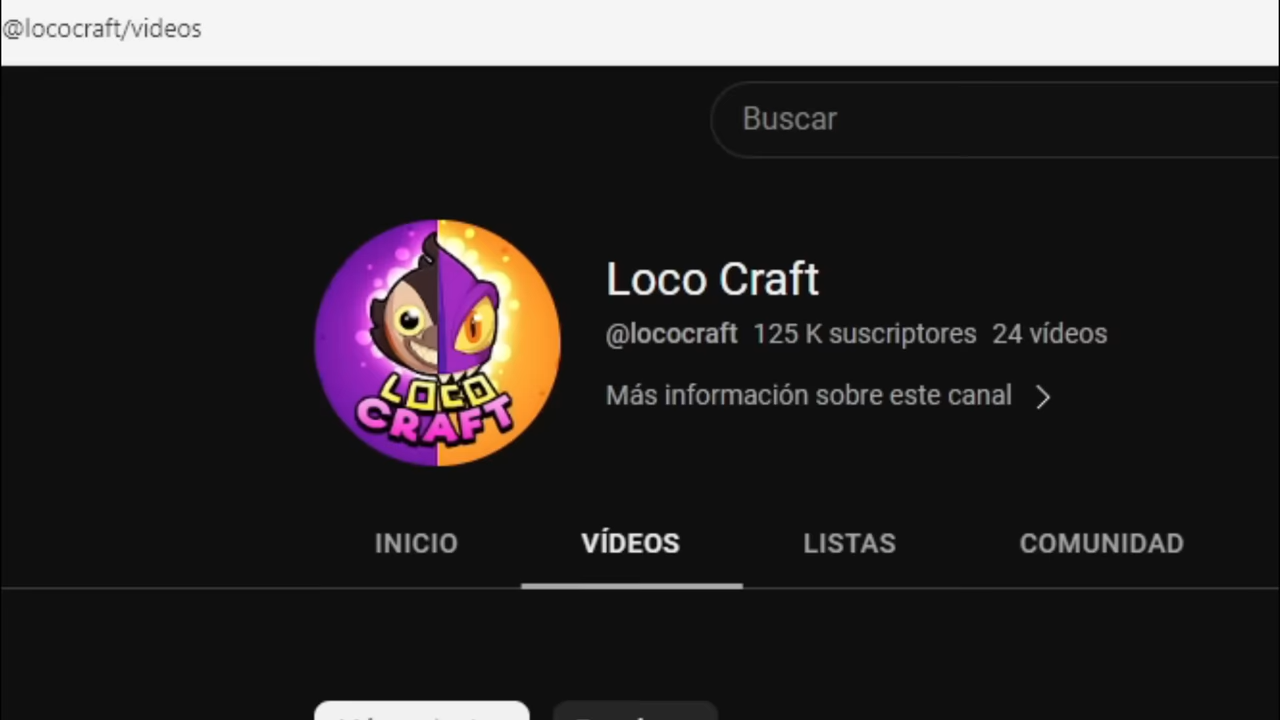 @lococraft/videos
Buscar
LOCO
CRAFT
Loco Craft
@lococraft 125 K suscriptores 24 vídeos
Más información sobre este canal
INICIO VÍDEOS LISTAS COMUNIDAD